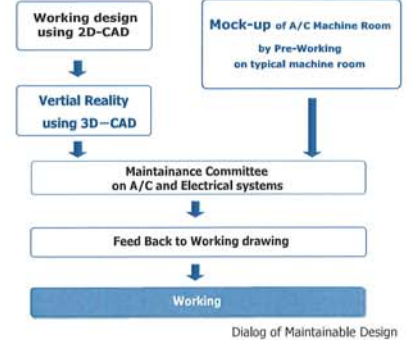 Working design
using 2D-CAD
Mock-up of A/C Machine Room
by Pre-Working
on typical machine room
Vertial Reality
using 3D-CAD
Maintainance Committee
on A/C and Electrical systems
Feed Back to Working drawing
Working
Dialog of Maintainable Design